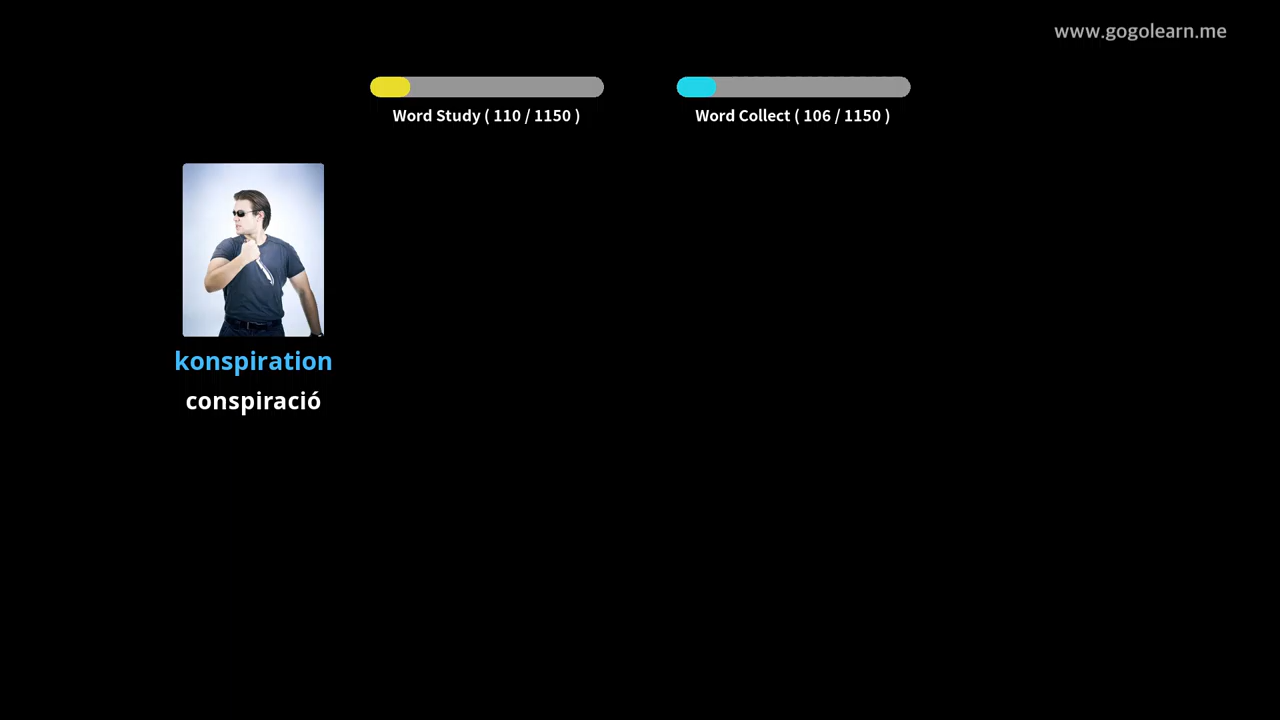 www.gogolearn.me
Word Study ( 110 / 1150 )
Word Collect ( 106 / 1150 )
konspiration
conspiració